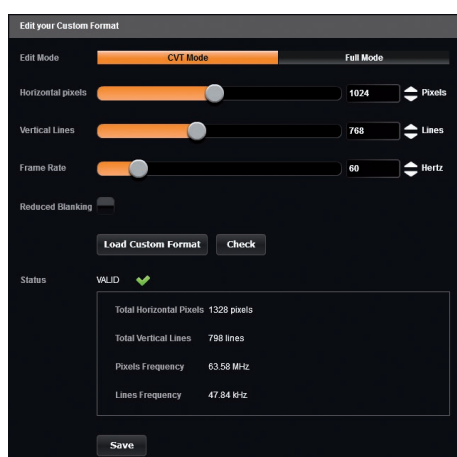 Edit your Custom Format
Edit Mode CVT Mode Full Mode
Horizontal pixels 1024 Pixels
Vertical Lines 768 Lines
Frame Rate 60 Hertz
Reduced Blanking
Load Custom Format Check
Status VALID
Total Horizontal Pixels 1328 pixels
Total Vertical Lines 798 lines
Pixels Frequency 63.58 MHz
Lines Frequency 47.84 kHz
Save